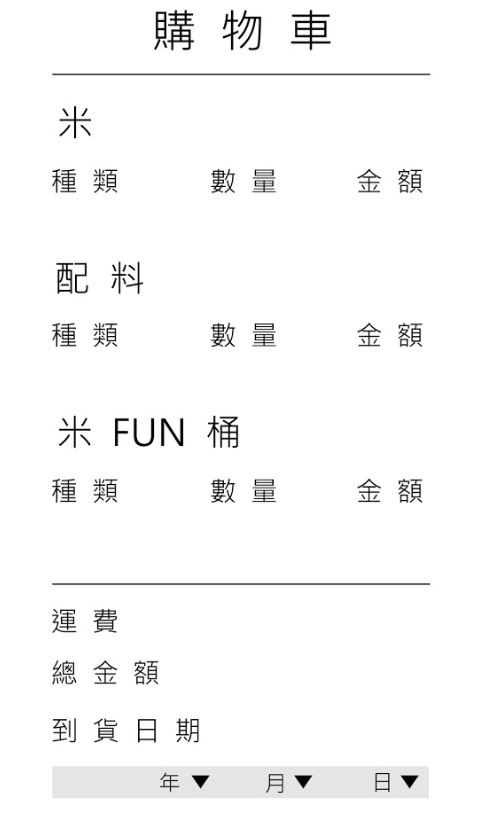 購物車
米
種類 數量 金額
配料
種類 數量 金額
米 FUN 桶
種類 數量 金額
運費
總金額
到貨日期
年▼ 月▼ 日▼